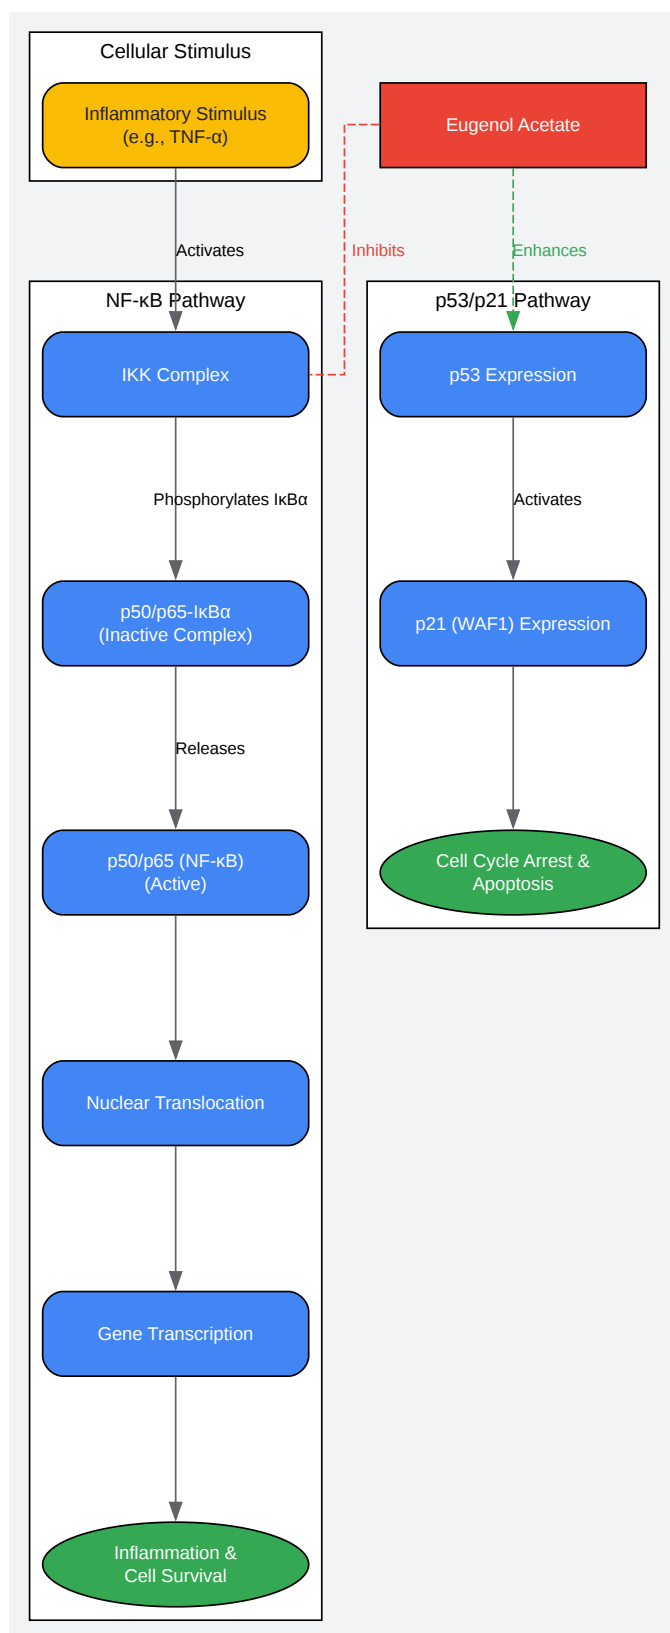 Cellular Stimulus
Inflammatory Stimulus
(e.g., TNF-α)
Eugenol Acetate
Activates
Inhibits
Enhances
NF-κB Pathway
IKK Complex
Phosphorylates IκBα
p50/p65-IκBα
(Inactive Complex)
Releases
p50/p65 (NF-κB)
(Active)
Nuclear Translocation
Gene Transcription
Inflammation &
Cell Survival
p53/p21 Pathway
p53 Expression
Activates
p21 (WAF1) Expression
Cell Cycle Arrest &
Apoptosis